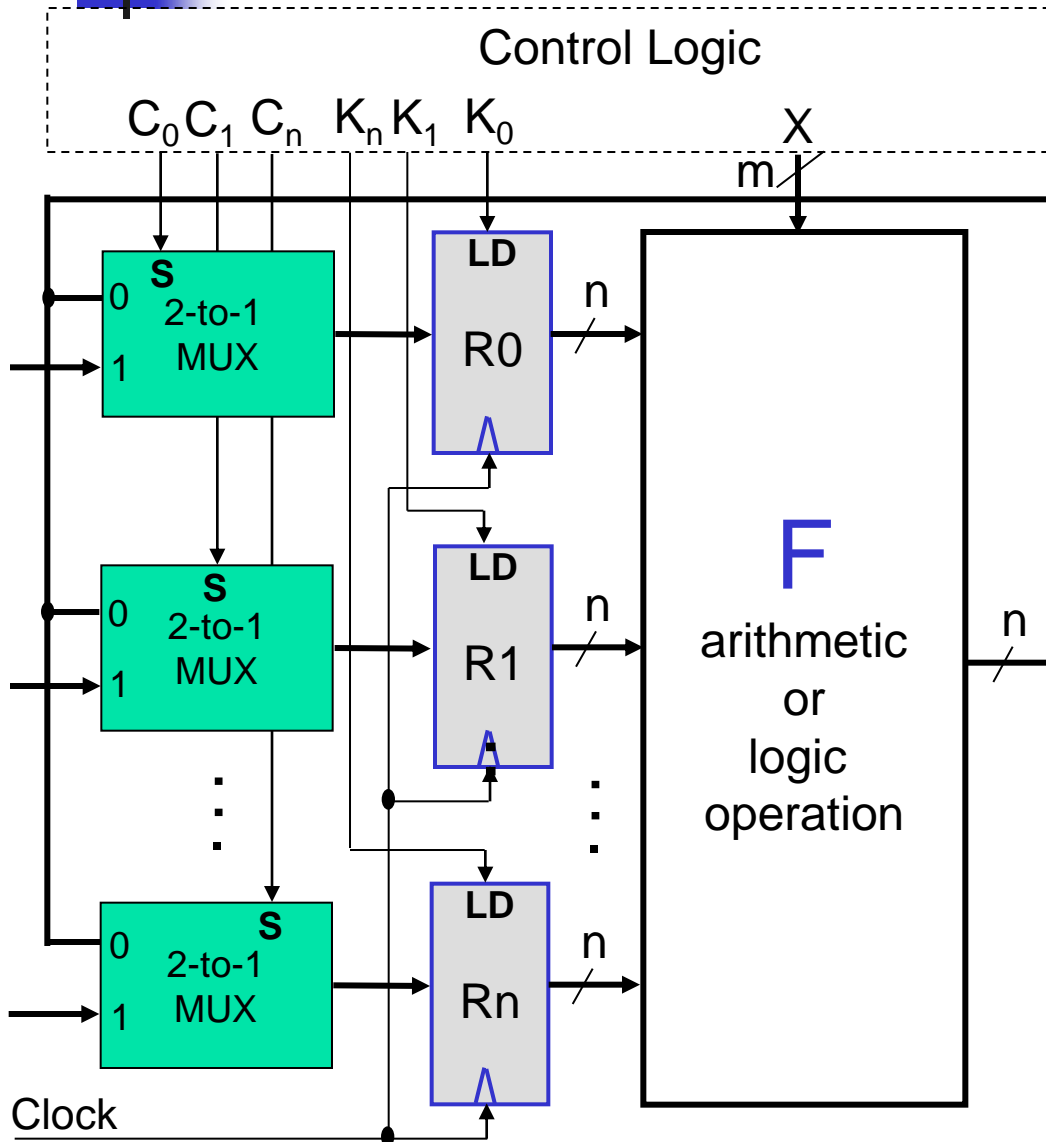 Control Logic
C₀ C₁ Cₙ Kₙ K₁ K₀ X
m
LD
S
0
2-to-1
MUX
1
R0
n
LD
S
0
2-to-1
MUX
1
R1
n
F
arithmetic
or
logic
operation
n
LD
S
0
2-to-1
MUX
1
Rn
n
Clock